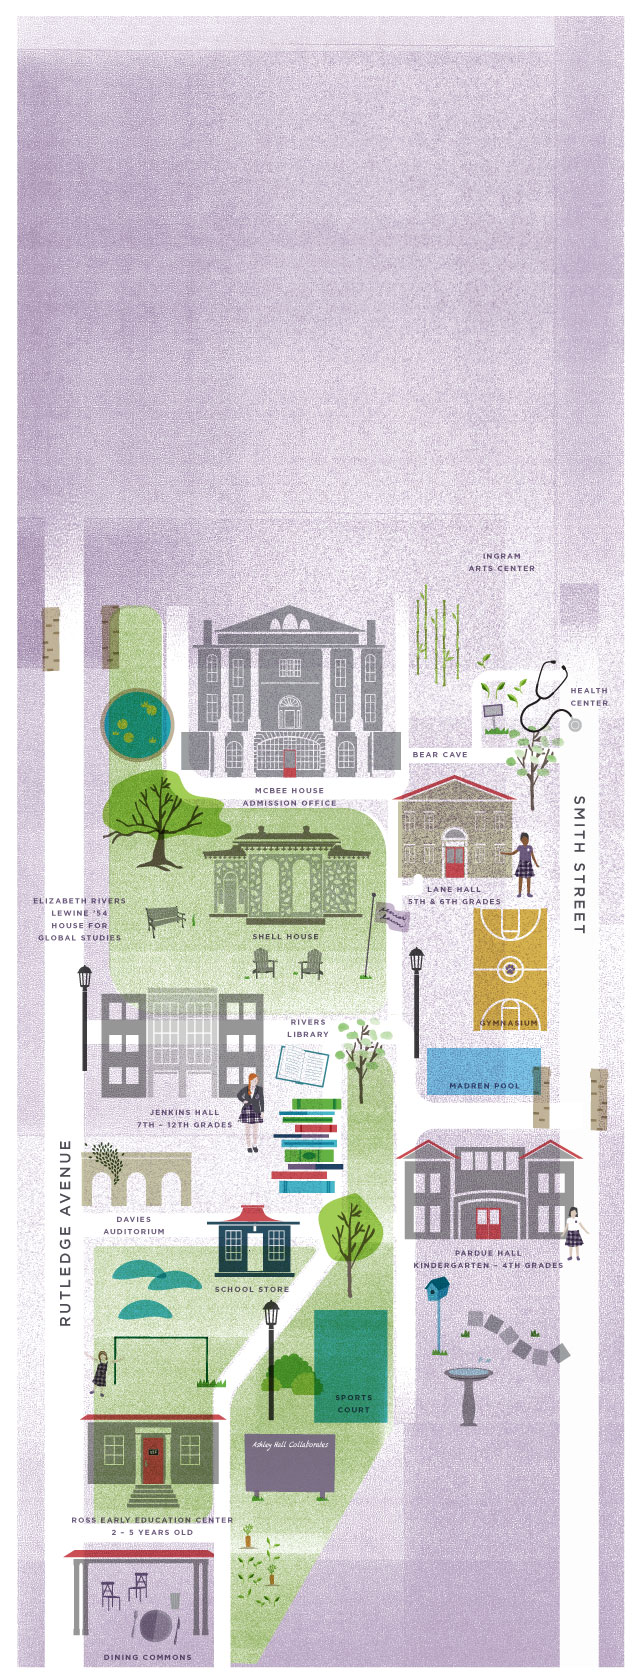 INGRAM
ARTS CENTER
HEALTH
CENTER
BEAR CAVE
MCBEE HOUSE
ADMISSION OFFICE
SMITH STREET
LANE HALL
5TH & 6TH GRADES
ELIZABETH RIVERS
LEWINE '54
HOUSE FOR
GLOBAL STUDIES
SHELL HOUSE
GYMNASIUM
RIVERS
LIBRARY
MADREN POOL
JENKINS HALL
7TH – 12TH GRADES
RUTLEDGE AVENUE
DAVIES
AUDITORIUM
PARDUE HALL
KINDERGARTEN – 4TH GRADES
SCHOOL STORE
SPORTS
COURT
Ashley Hall Collaborates
ROSS EARLY EDUCATION CENTER
2 – 5 YEARS OLD
DINING COMMONS